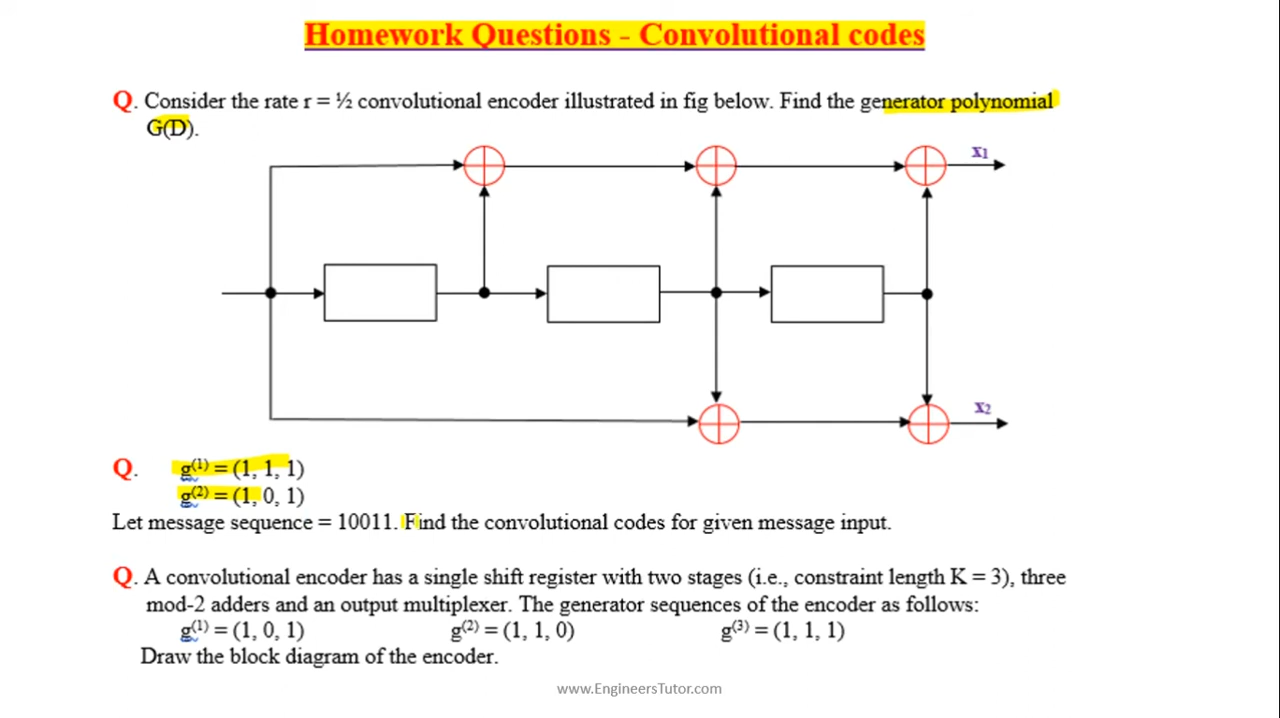 Homework Questions - Convolutional codes
Q. Consider the rate r = ½ convolutional encoder illustrated in fig below. Find the generator polynomial
G(D).
X1
X2
Q. g(1) = (1, 1, 1)
g(2) = (1, 0, 1)
Let message sequence = 10011. Find the convolutional codes for given message input.
Q. A convolutional encoder has a single shift register with two stages (i.e., constraint length K = 3), three
mod-2 adders and an output multiplexer. The generator sequences of the encoder as follows:
g(1) = (1, 0, 1) g(2) = (1, 1, 0) g(3) = (1, 1, 1)
Draw the block diagram of the encoder.
www.EngineersTutor.com